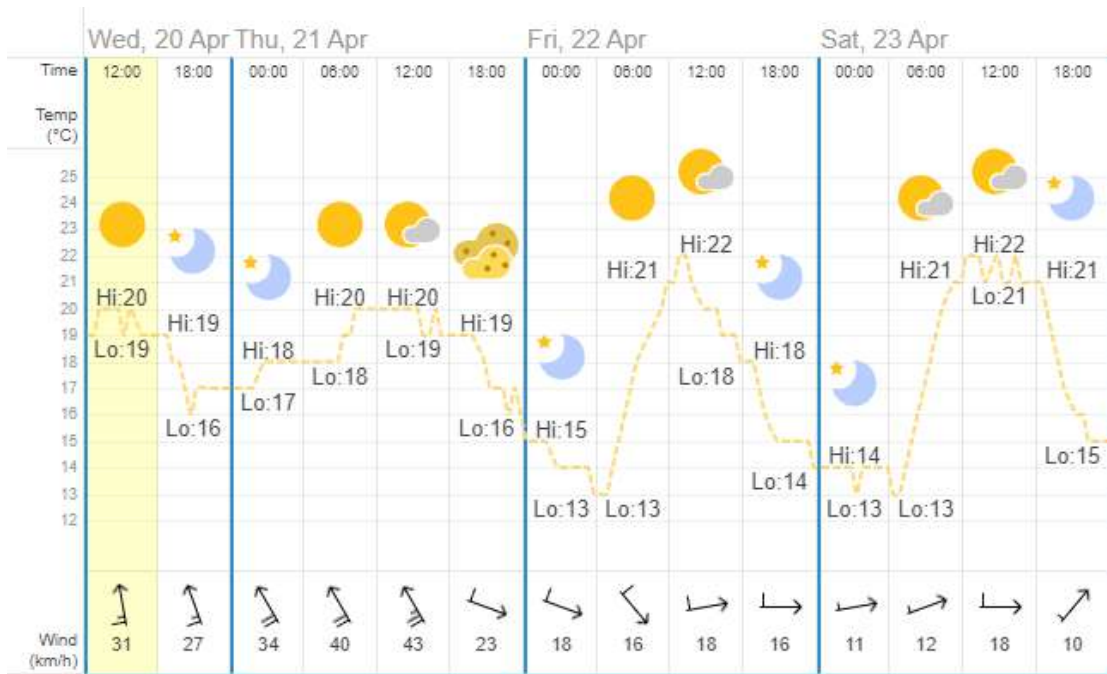 Wed, 20 Apr Thu, 21 Apr Fri, 22 Apr Sat, 23 Apr
Time 12:00 18:00 00:00 06:00 12:00 18:00 00:00 06:00 12:00 18:00 00:00 06:00 12:00 18:00
Temp
(°C)
25
24
23
22 Hi:22 Hi:22
21 Hi:21 Hi:21 Lo:21 Hi:21
20 Hi:20 Hi:20 Hi:20
19 Hi:19 Hi:19
Lo:19 Hi:18 Lo:19 Hi:18
18 Lo:18 Lo:18
17 Lo:17
16 Lo:16 Lo:16 Hi:15
15 Hi:14 Lo:15
14 Lo:14
13 Lo:13 Lo:13 Lo:13 Lo:13
12
Wind
(km/h)
31 27 34 40 43 23 18 16 18 16 11 12 18 10